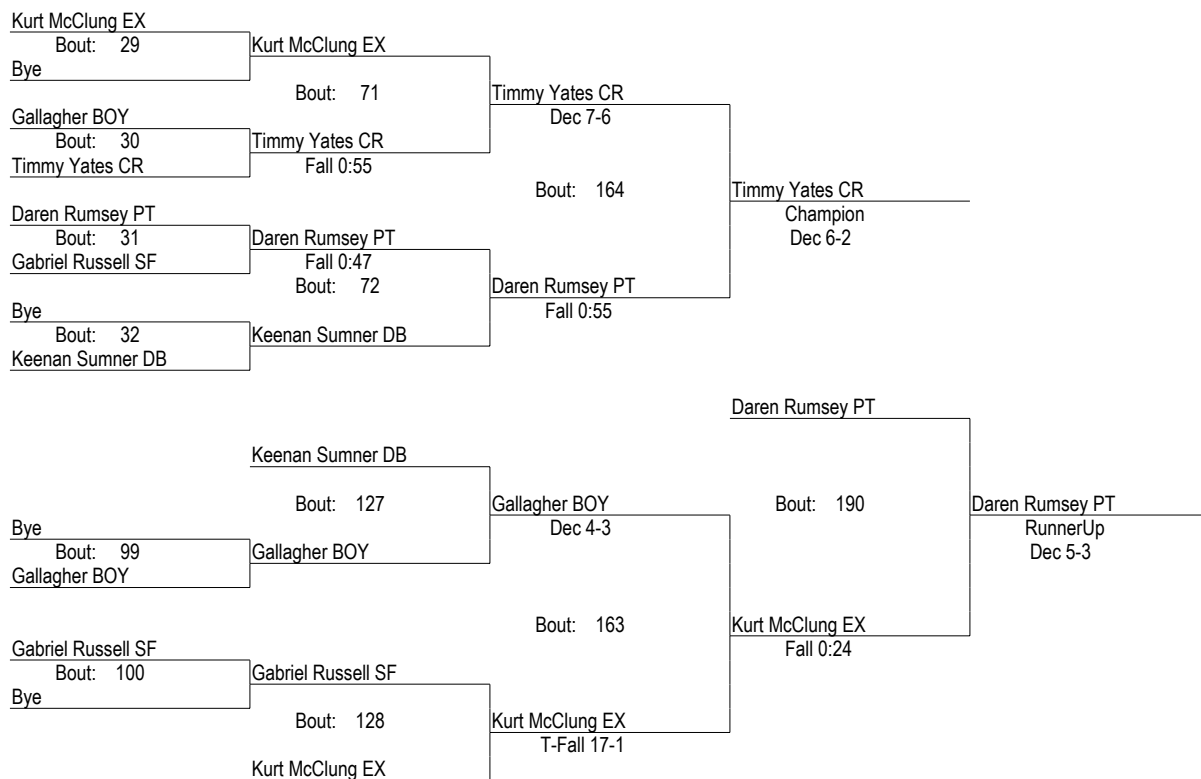 Kurt McClung EX
Bout: 29
Bye
Kurt McClung EX
Bout: 71
Gallagher BOY
Bout: 30
Timmy Yates CR
Timmy Yates CR
Fall 0:55
Timmy Yates CR
Dec 7-6
Bout: 164
Daren Rumsey PT
Bout: 31
Gabriel Russell SF
Daren Rumsey PT
Fall 0:47
Bout: 72
Bye
Bout: 32
Keenan Sumner DB
Keenan Sumner DB
Daren Rumsey PT
Fall 0:55
Timmy Yates CR
Champion
Dec 6-2
Daren Rumsey PT
Keenan Sumner DB
Bout: 127
Bye
Bout: 99
Gallagher BOY
Gallagher BOY
Gallagher BOY
Dec 4-3
Bout: 190
Daren Rumsey PT
RunnerUp
Dec 5-3
Bout: 163
Kurt McClung EX
Fall 0:24
Gabriel Russell SF
Bout: 100
Bye
Gabriel Russell SF
Bout: 128
Kurt McClung EX
T-Fall 17-1
Kurt McClung EX